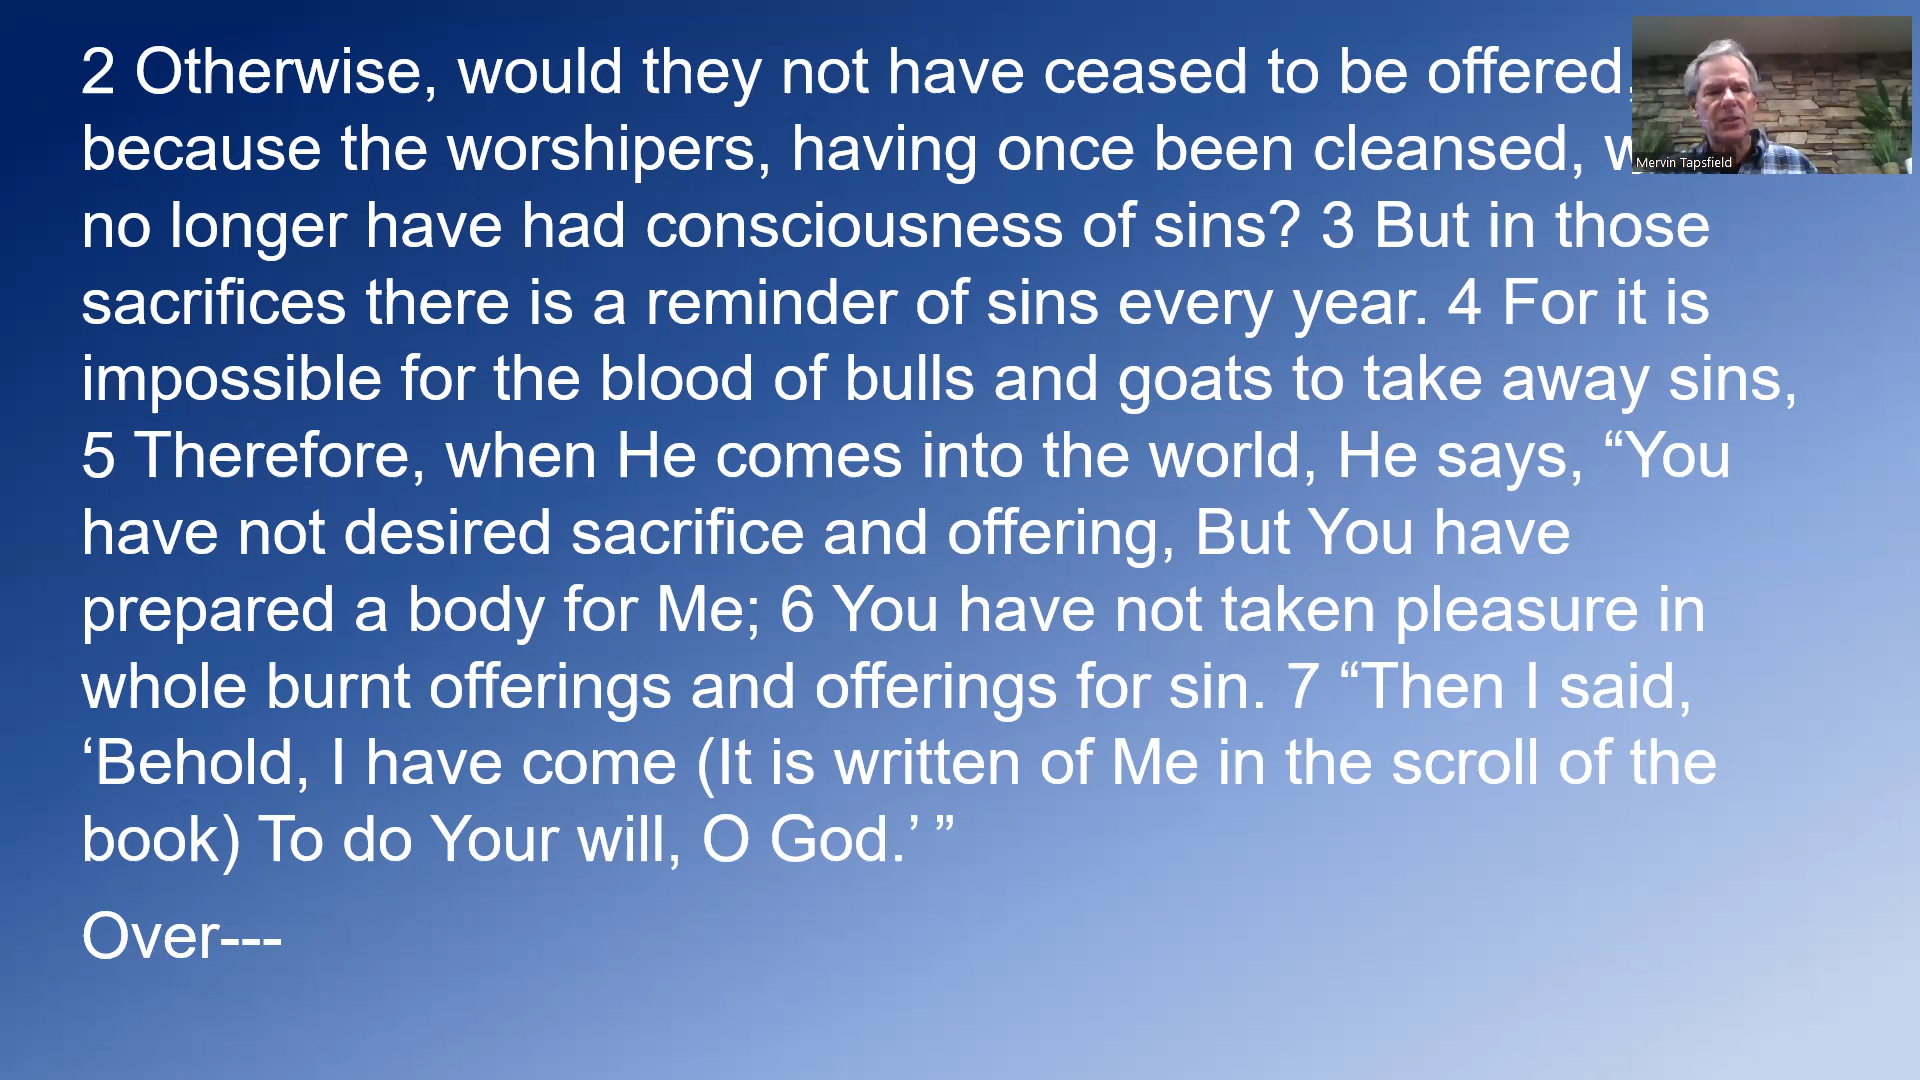 2 Otherwise, would they not have ceased to be offered,
because the worshipers, having once been cleansed,
no longer have had consciousness of sins? 3 But in those
sacrifices there is a reminder of sins every year. 4 For it is
impossible for the blood of bulls and goats to take away sins,
5 Therefore, when He comes into the world, He says, “You
have not desired sacrifice and offering, But You have
prepared a body for Me; 6 You have not taken pleasure in
whole burnt offerings and offerings for sin. 7 “Then I said,
‘Behold, I have come (It is written of Me in the scroll of the
book) To do Your will, O God.’ ”
Over---
Mervin Tapsfield